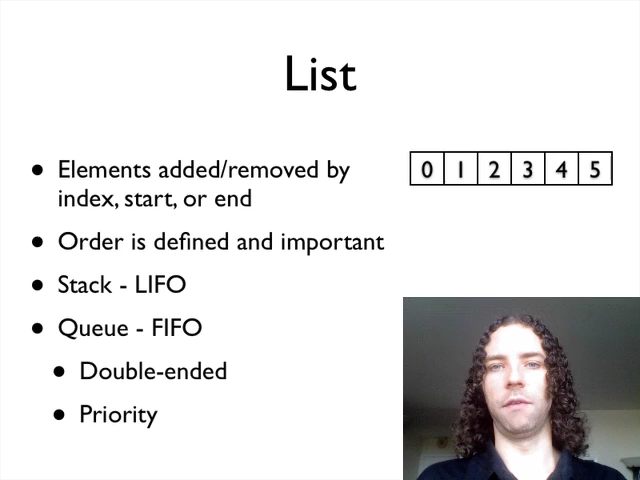 List
• Elements added/removed by
index, start, or end
0 1 2 3 4 5
• Order is defined and important
• Stack - LIFO
• Queue - FIFO
• Double-ended
• Priority